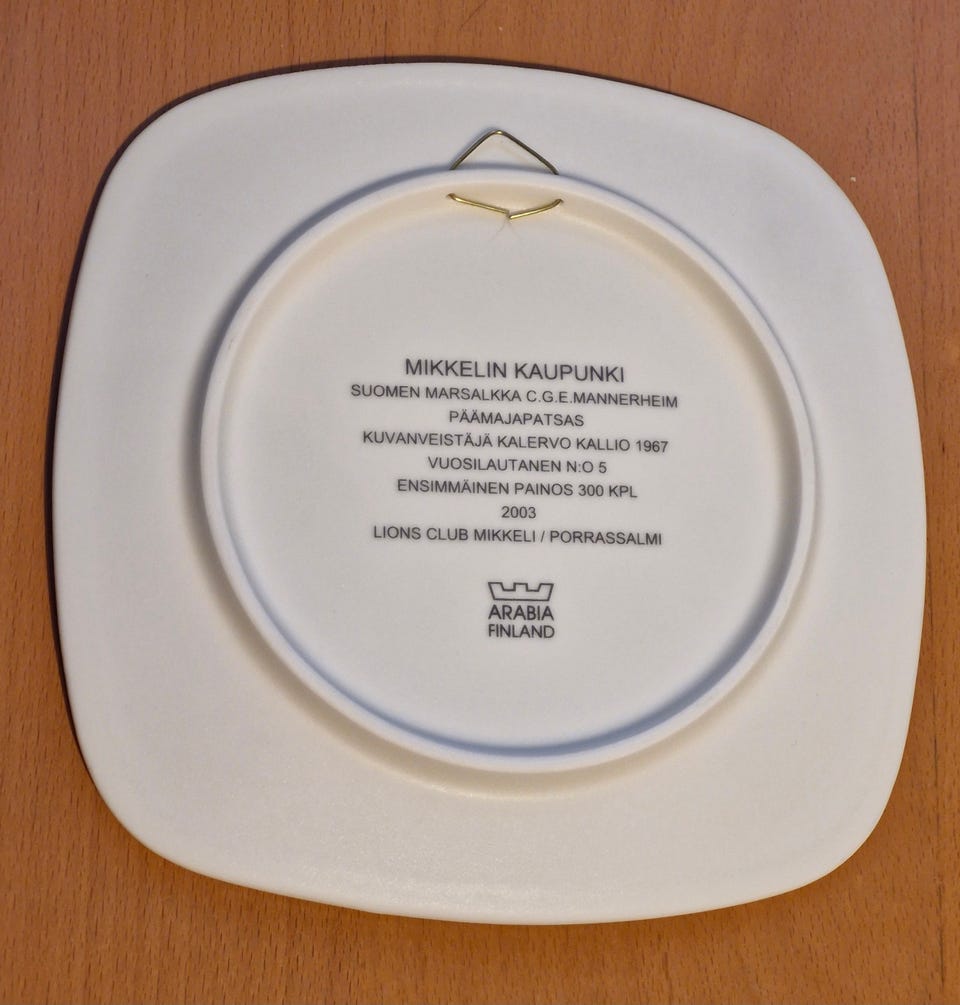 MIKKELIN KAUPUNKI
SUOMEN MARSALKKA C.G.E.MANNERHEIM
PÄÄMAJAPATSAS
KUVANVEISTÄJÄ KALERVO KALLIO 1967
VUOSILAUTANEN N:O 5
ENSIMMÄINEN PAINOS 300 KPL
2003
LIONS CLUB MIKKELI / PORRASSALMI
ARABIA
FINLAND